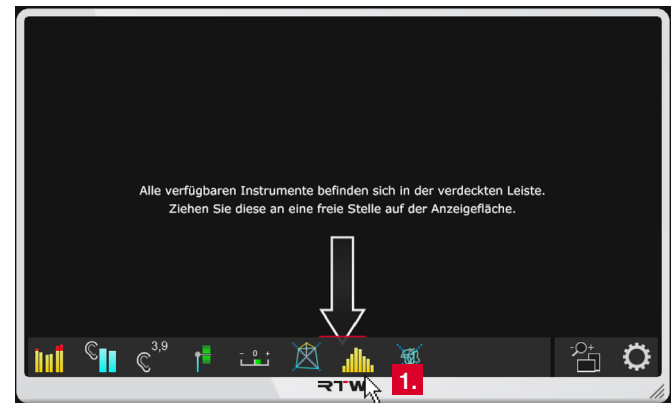 Alle verfügbaren Instrumente befinden sich in der verdeckten Leiste.
Ziehen Sie diese an eine freie Stelle auf der Anzeigefläche.
3,9
- 0 +
- +
RTW
1.